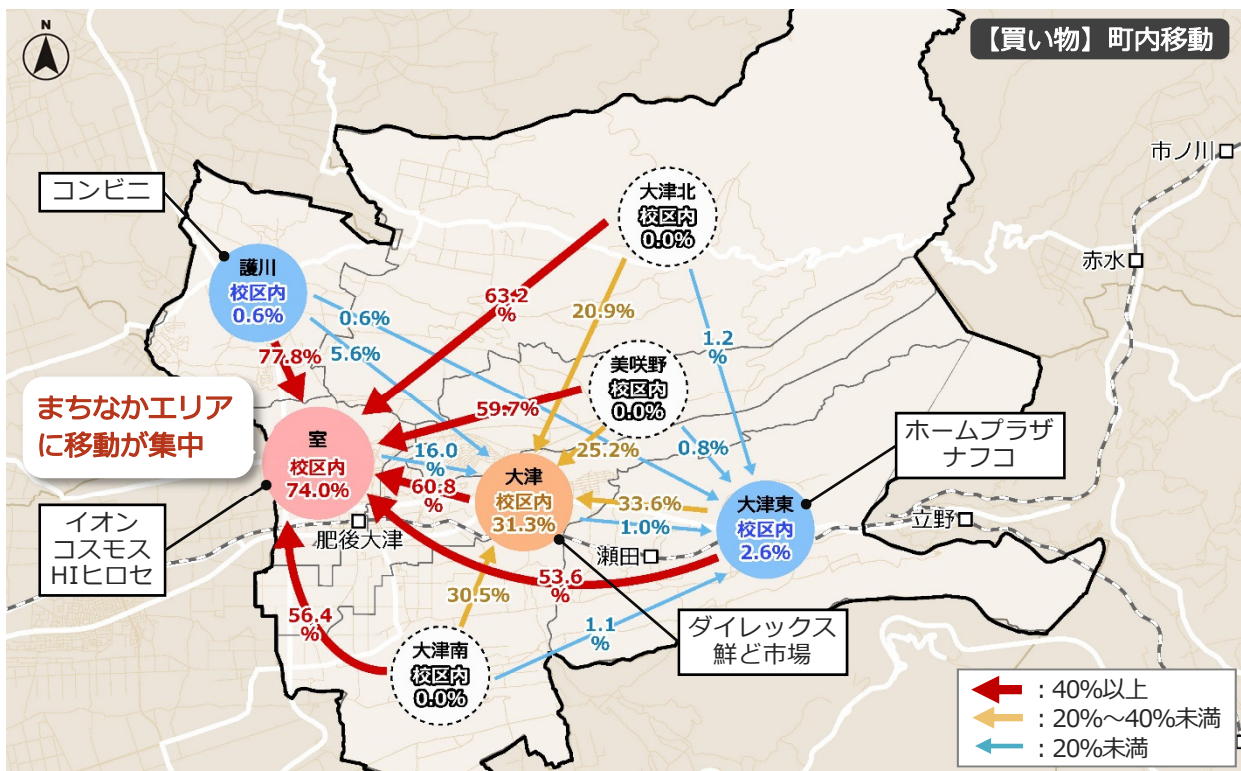 N
【買い物】町内移動
市ノ川
赤水
立野
瀬田
肥後大津
コンビニ
護川
校区内
0.6%
大津北
校区内
0.0%
63.2
%
20.9%
1.2
%
0.6%
5.6%
77.8%
美咲野
校区内
0.0%
59.7%
25.2%
0.8%
まちなかエリア
に移動が集中
室
校区内
74.0%
16.0
%
60.8
%
大津
校区内
31.3%
33.6%
1.0%
大津東
校区内
2.6%
ホームプラザ
ナフコ
イオン
コスモス
HIヒロセ
53.6
%
30.5%
56.4
%
1.1
%
大津南
校区内
0.0%
ダイレックス
鮮ど市場
：40%以上
：20%～40%未満
：20%未満